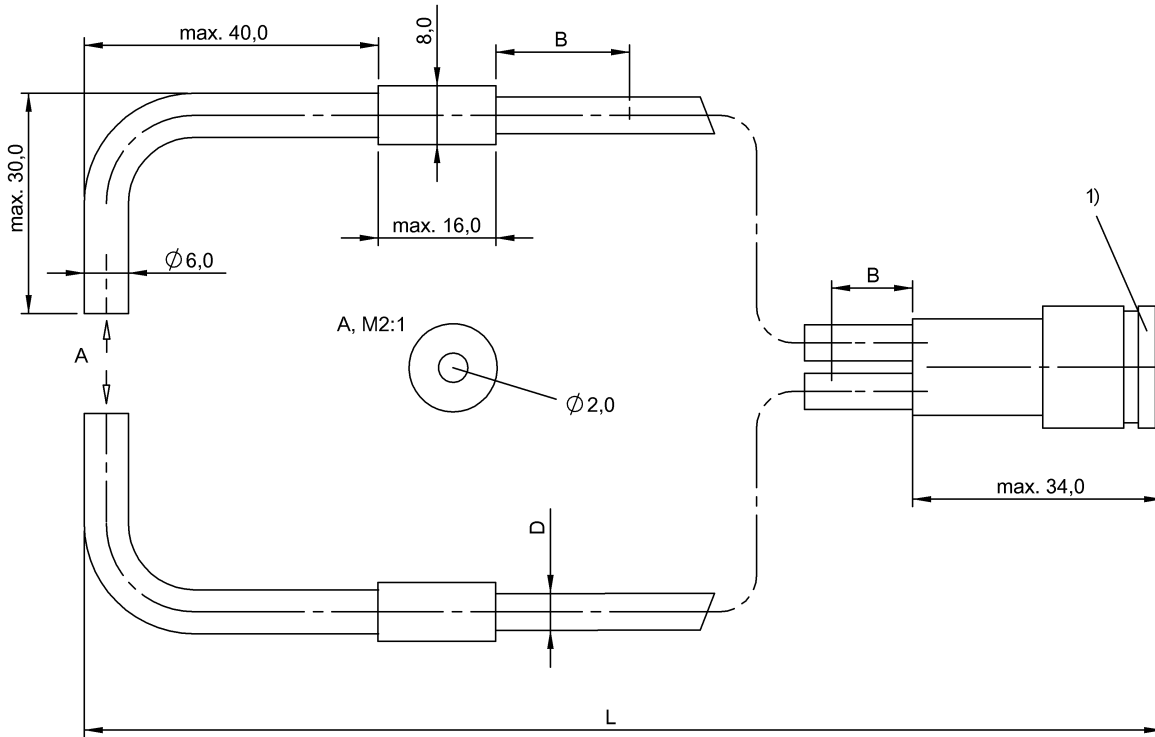 max. 40,0
8,0
B
max. 30,0
1)
max. 16,0
Ø6,0
B
A, M2:1
A
Ø2,0
max. 34,0
D
L